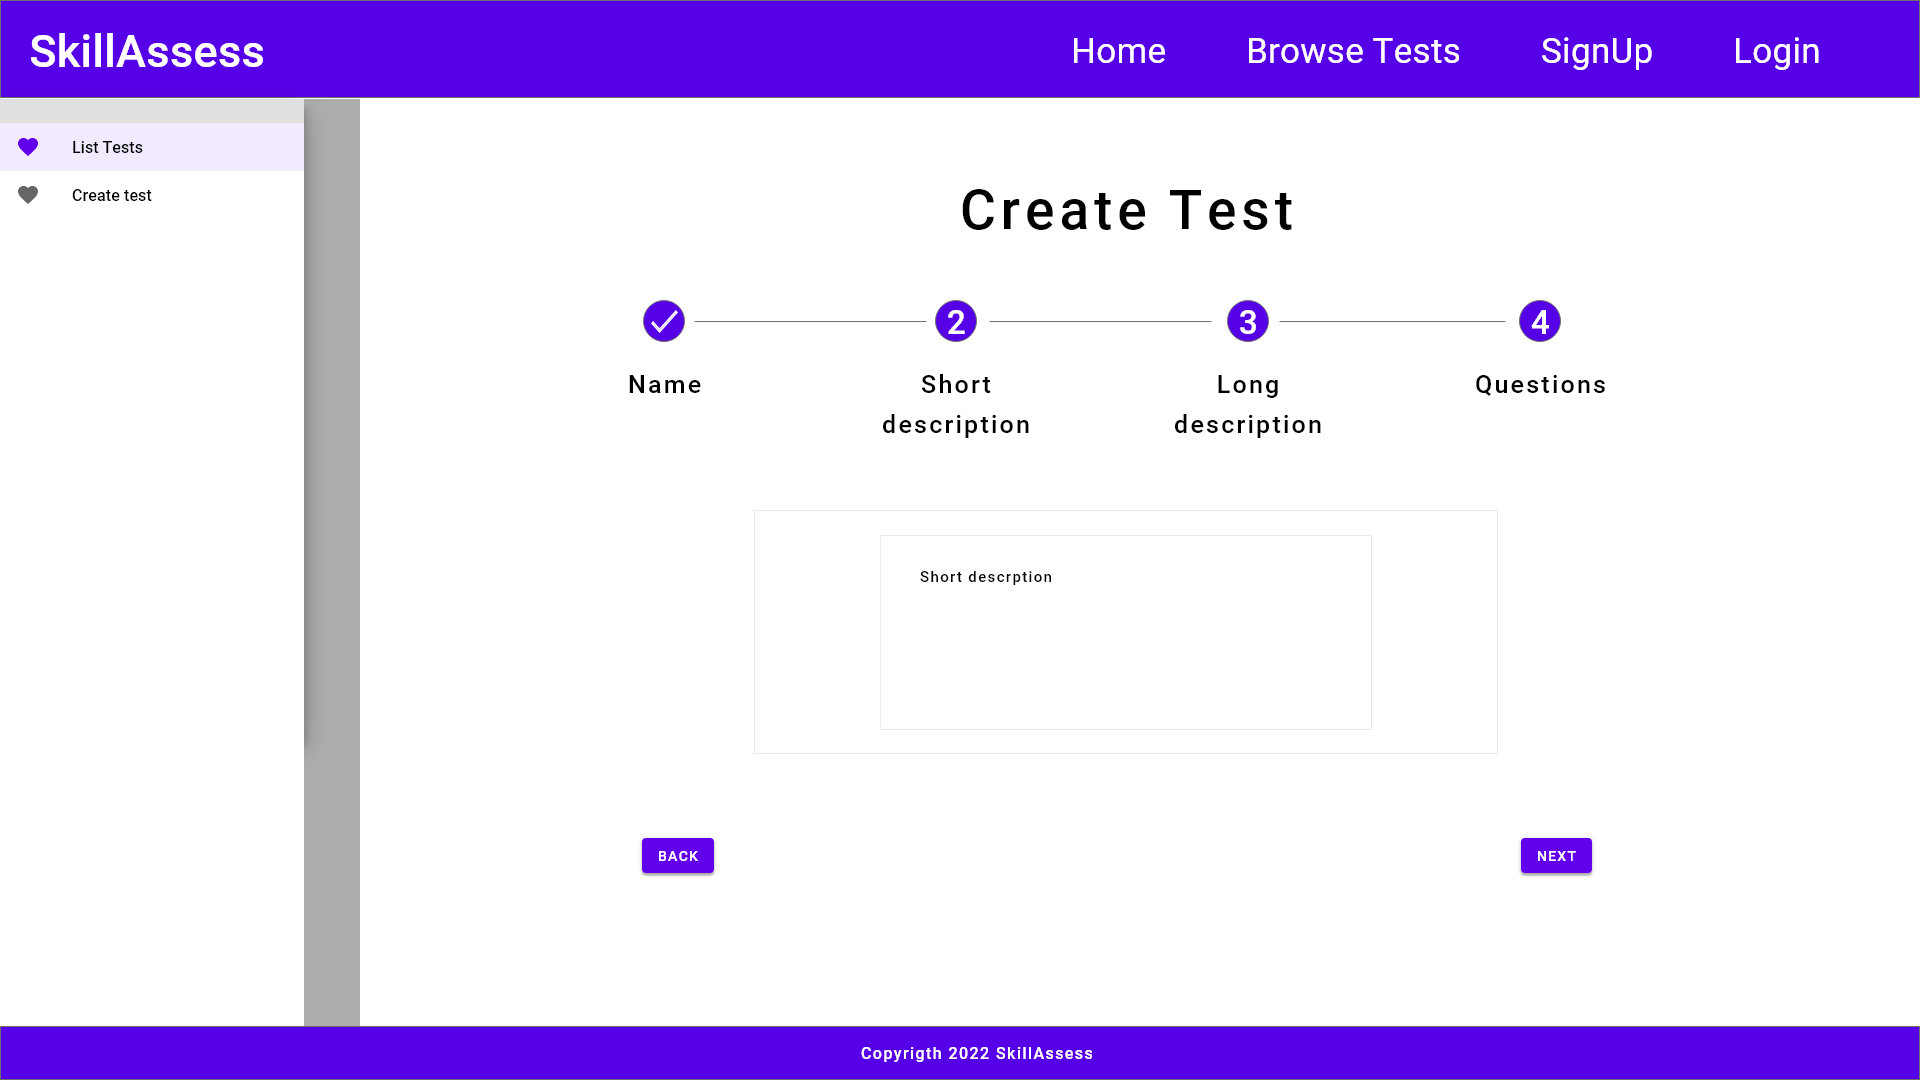 SkillAssess
Home
Browse Tests
SignUp
Login
List Tests
Create test
Create Test
2
3
4
Name
Short
description
Long
description
Questions
Short descrption
BACK
NEXT
Copyrigth 2022 SkillAssess